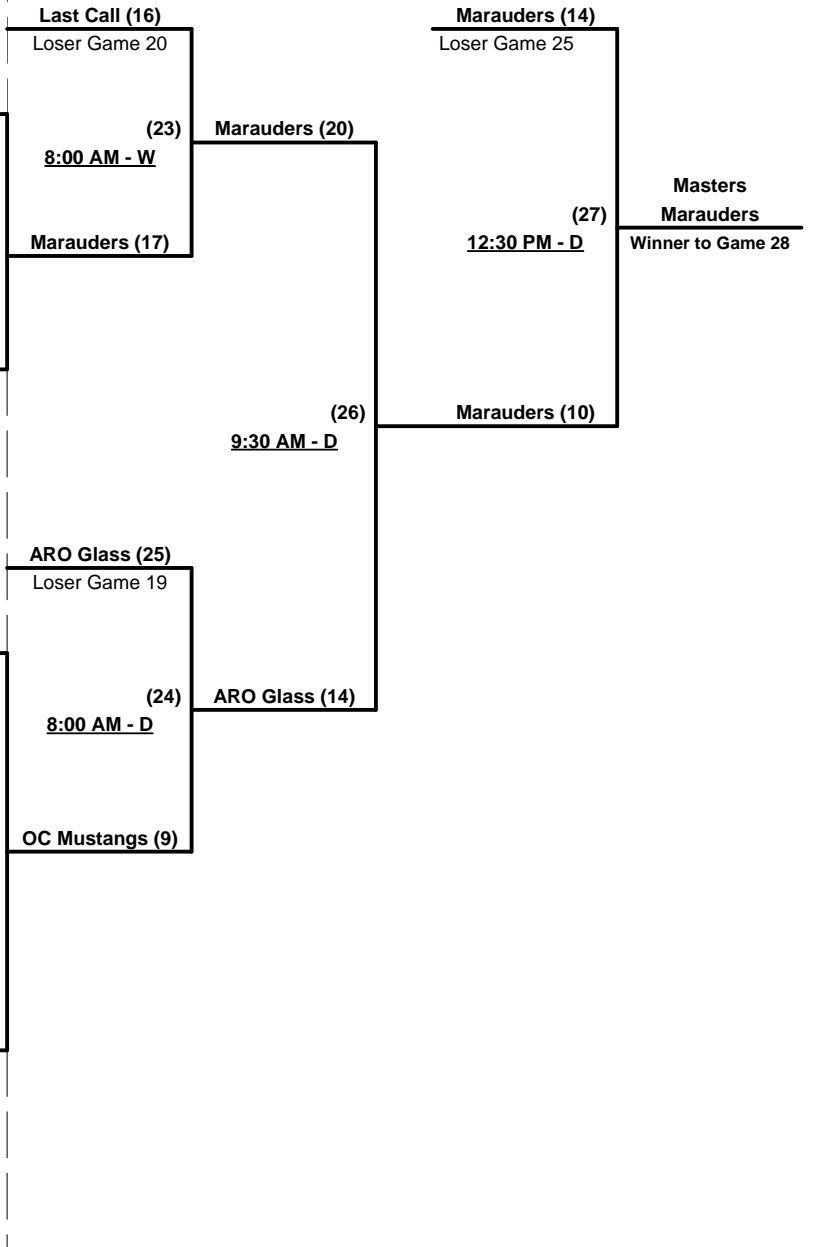 Last Call (16)
Marauders (14)
Loser Game 20
Loser Game 25
(23)
Marauders (20)
8:00 AM - W
Masters
(27)
Marauders
Marauders (17)
12:30 PM - D
Winner to Game 28
(26)
Marauders (10)
9:30 AM - D
ARO Glass (25)
Loser Game 19
(24)
ARO Glass (14)
8:00 AM - D
OC Mustangs (9)